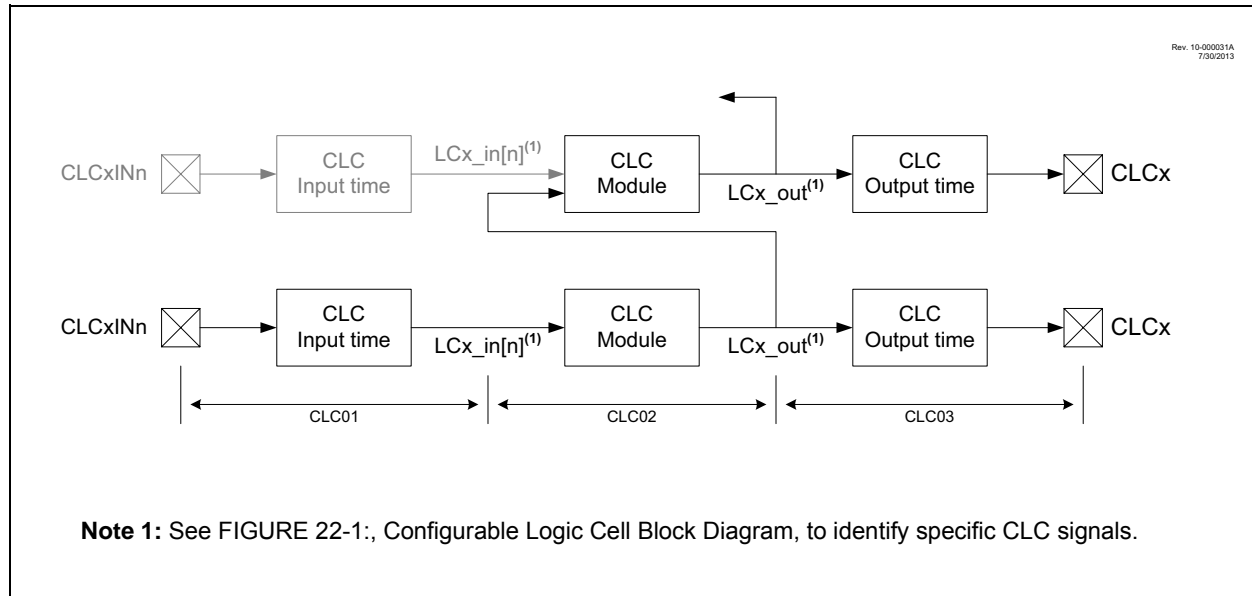 Rev. 10-000031A
7/30/2013
CLCxINn
CLC
Input time
LCx_in[n](1)
CLC
Module
LCx_out(1)
CLC
Output time
CLCx
CLCxINn
CLC
Input time
LCx_in[n](1)
CLC
Module
LCx_out(1)
CLC
Output time
CLCx
CLC01
CLC02
CLC03
Note 1: See FIGURE 22-1:, Configurable Logic Cell Block Diagram, to identify specific CLC signals.